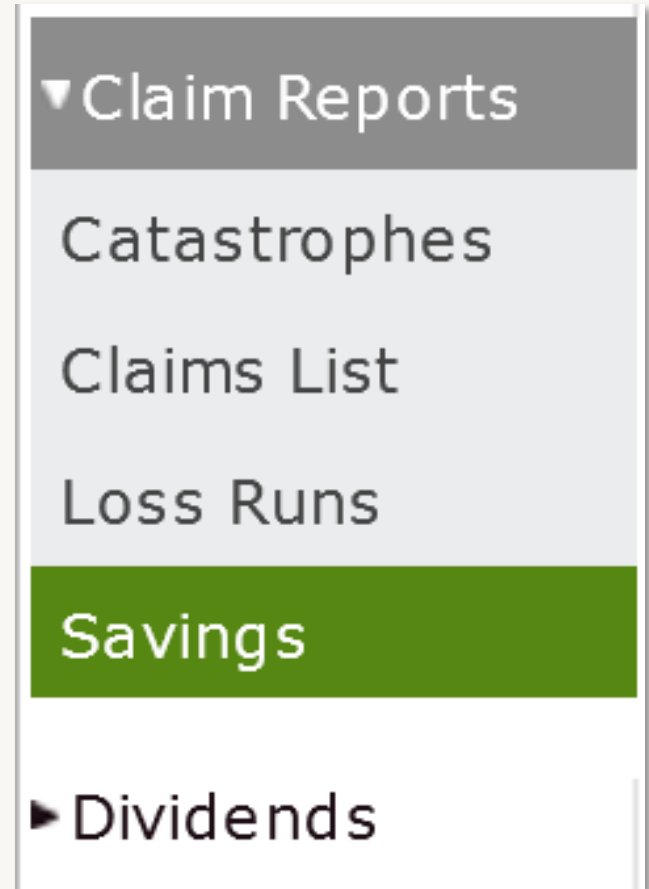 Claim Reports
Catastrophes
Claims List
Loss Runs
Savings
Dividends